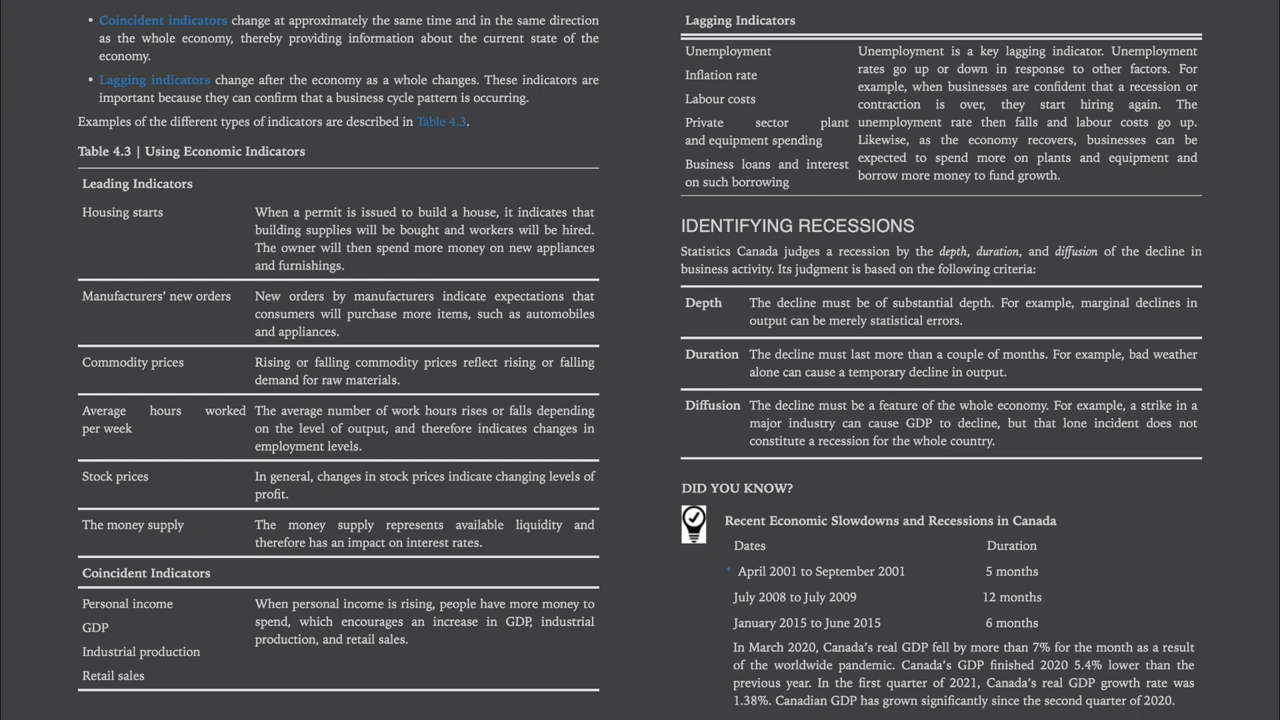 • Coincident indicators change at approximately the same time and in the same direction
as the whole economy, thereby providing information about the current state of the
economy.
• Lagging indicators change after the economy as a whole changes. These indicators are
important because they can confirm that a business cycle pattern is occurring.
Examples of the different types of indicators are described in Table 4.3.
Table 4.3 | Using Economic Indicators
Leading Indicators
Housing starts
When a permit is issued to build a house, it indicates that
building supplies will be bought and workers will be hired.
The owner will then spend more money on new appliances
and furnishings.
Manufacturers' new orders
New orders by manufacturers indicate expectations that
consumers will purchase more items, such as automobiles
and appliances.
Commodity prices
Rising or falling commodity prices reflect rising or falling
demand for raw materials.
Average hours worked
per week
The average number of work hours rises or falls depending
on the level of output, and therefore indicates changes in
employment levels.
Stock prices
In general, changes in stock prices indicate changing levels of
profit.
The money supply
The money supply represents available liquidity and
therefore has an impact on interest rates.
Coincident Indicators
Personal income
GDP
Industrial production
Retail sales
When personal income is rising, people have more money to
spend, which encourages an increase in GDP, industrial
production, and retail sales.
Lagging Indicators
Unemployment
Inflation rate
Labour costs
Private sector plant
and equipment spending
Business loans and interest
on such borrowing
Unemployment is a key lagging indicator. Unemployment
rates go up or down in response to other factors. For
example, when businesses are confident that a recession or
contraction is over, they start hiring again. The
unemployment rate then falls and labour costs go up.
Likewise, as the economy recovers, businesses can be
expected to spend more on plants and equipment and
borrow more money to fund growth.
IDENTIFYING RECESSIONS
Statistics Canada judges a recession by the depth, duration, and diffusion of the decline in
business activity. Its judgment is based on the following criteria:
Depth
The decline must be of substantial depth. For example, marginal declines in
output can be merely statistical errors.
Duration
The decline must last more than a couple of months. For example, bad weather
alone can cause a temporary decline in output.
Diffusion
The decline must be a feature of the whole economy. For example, a strike in a
major industry can cause GDP to decline, but that lone incident does not
constitute a recession for the whole country.
DID YOU KNOW?
Recent Economic Slowdowns and Recessions in Canada
Dates Duration
* April 2001 to September 2001 5 months
July 2008 to July 2009 12 months
January 2015 to June 2015 6 months
In March 2020, Canada's real GDP fell by more than 7% for the month as a result
of the worldwide pandemic. Canada's GDP finished 2020 5.4% lower than the
previous year. In the first quarter of 2021, Canada's real GDP growth rate was
1.38%. Canadian GDP has grown significantly since the second quarter of 2020.